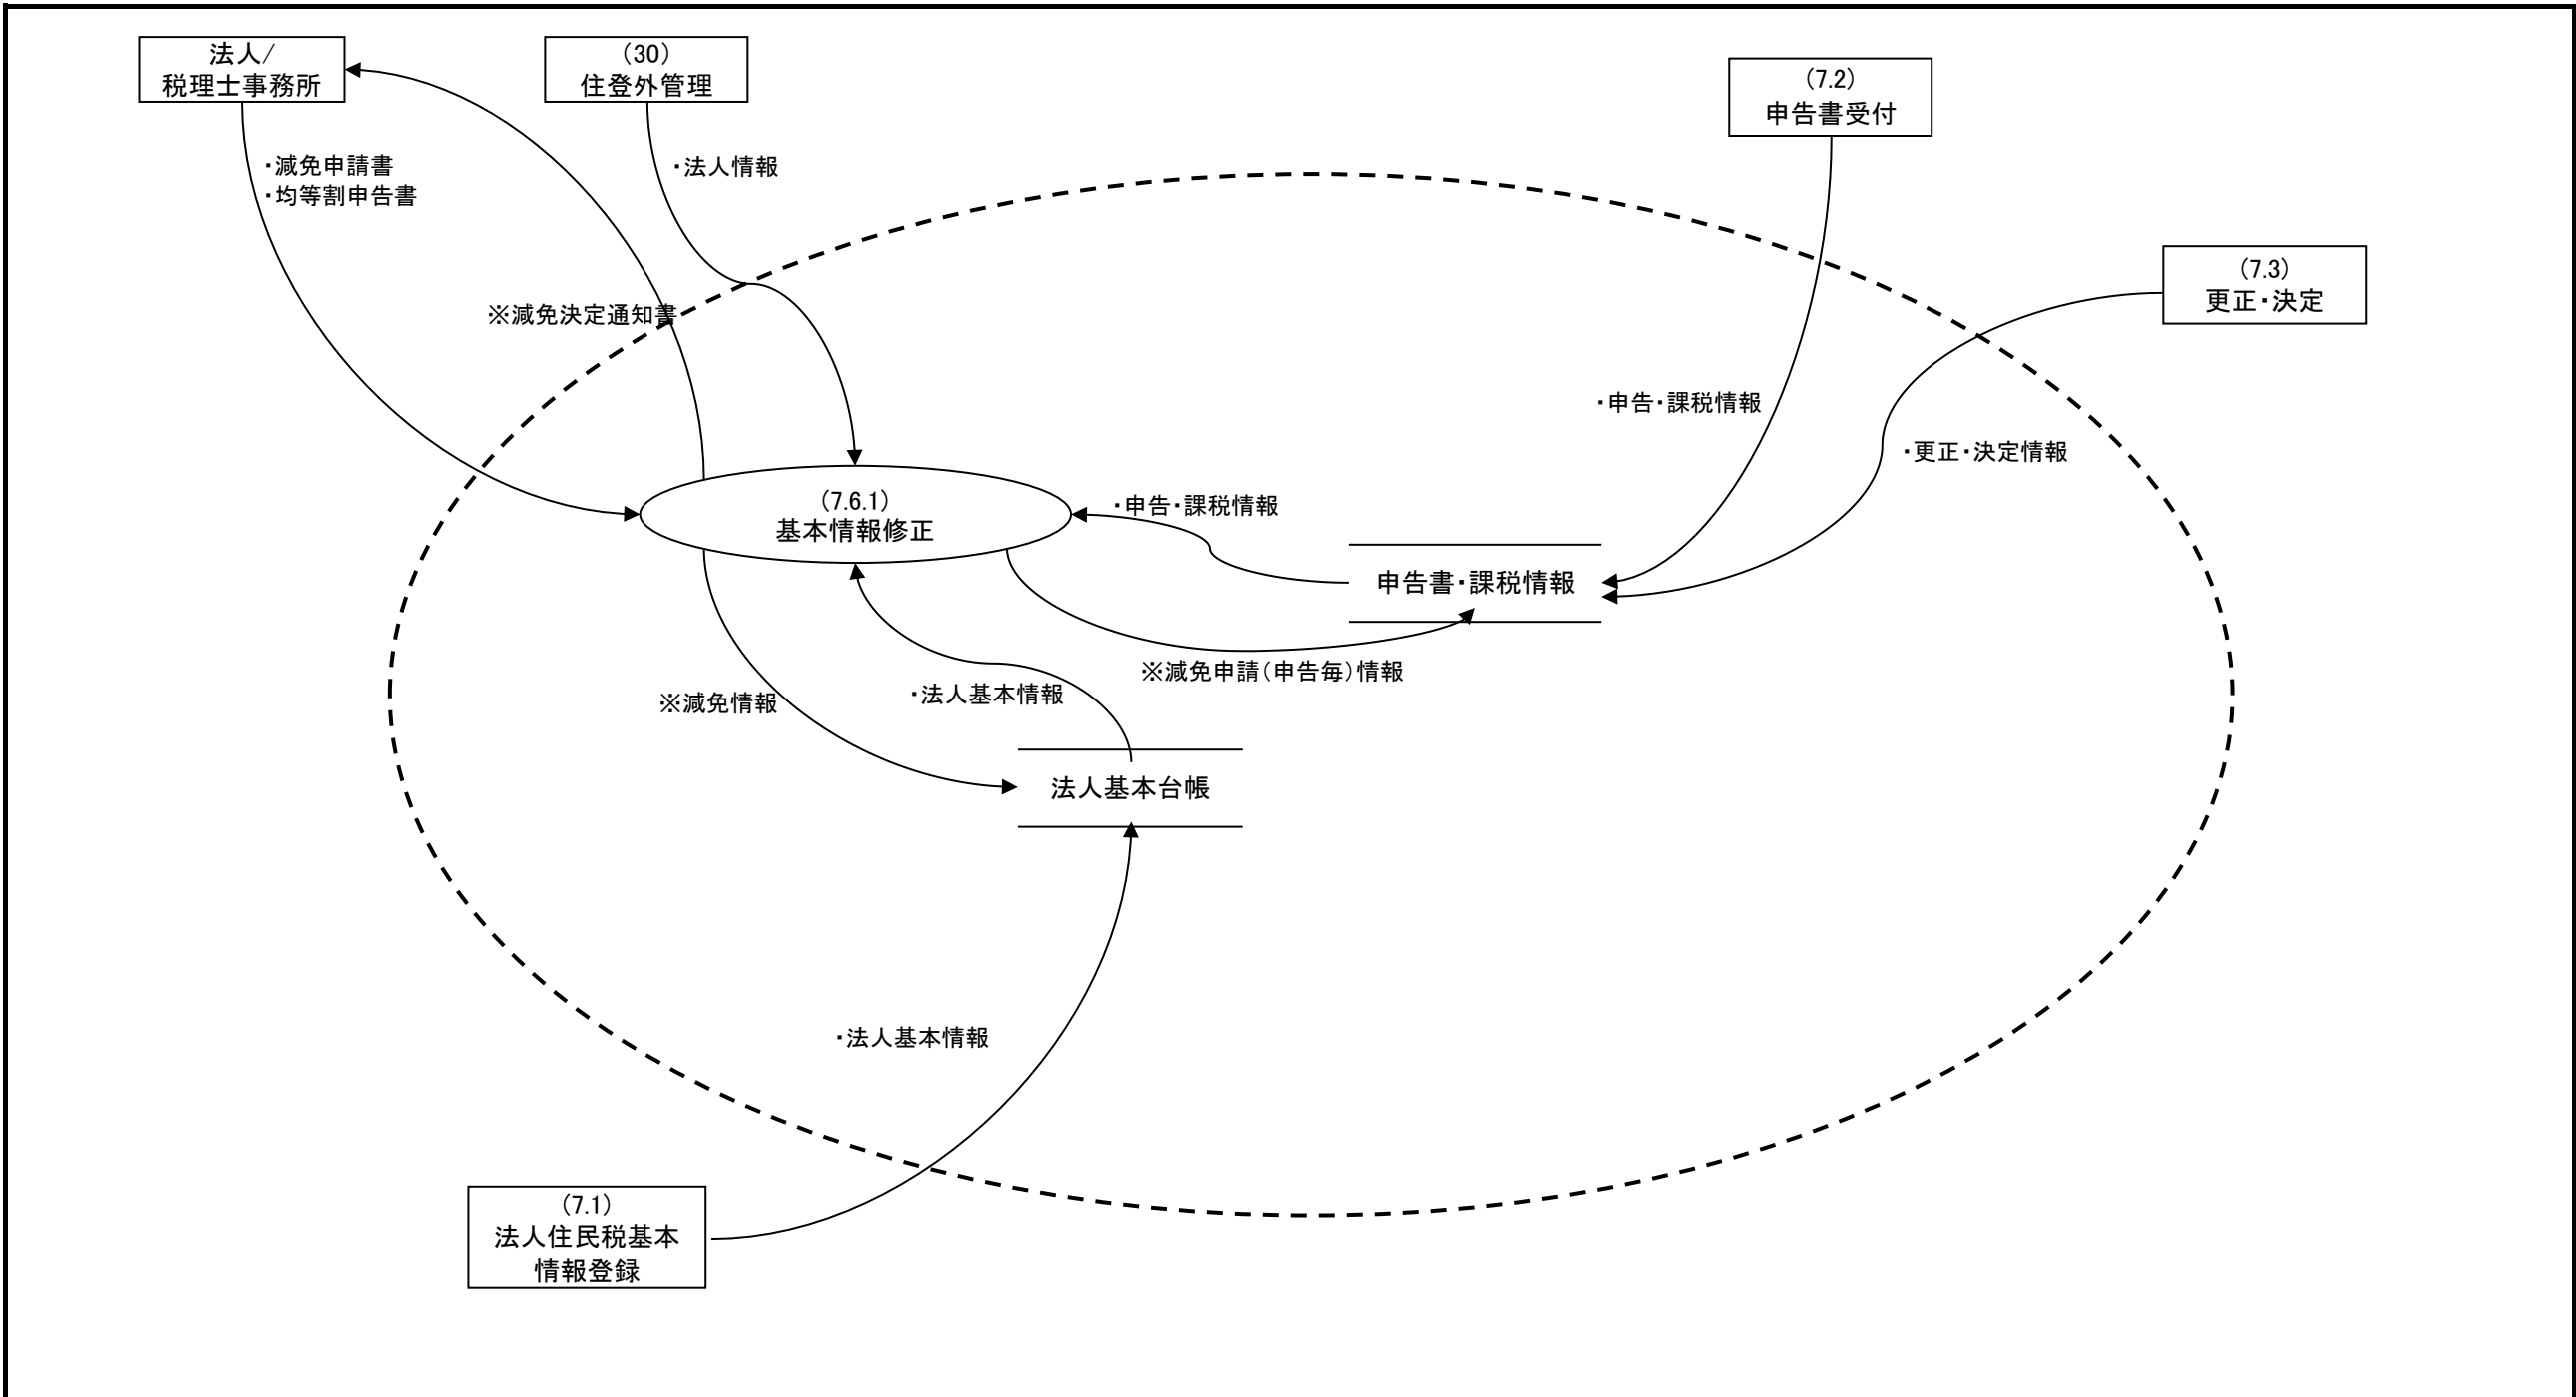 法人/
税理士事務所
(30)
住登外管理
(7.2)
申告書受付
・減免申請書
・均等割申告書
・法人情報
(7.3)
更正・決定
※減免決定通知書
・申告・課税情報
・更正・決定情報
(7.6.1)
基本情報修正
・申告・課税情報
申告書・課税情報
※減免申請(申告毎)情報
・法人基本情報
※減免情報
法人基本台帳
・法人基本情報
(7.1)
法人住民税基本
情報登録